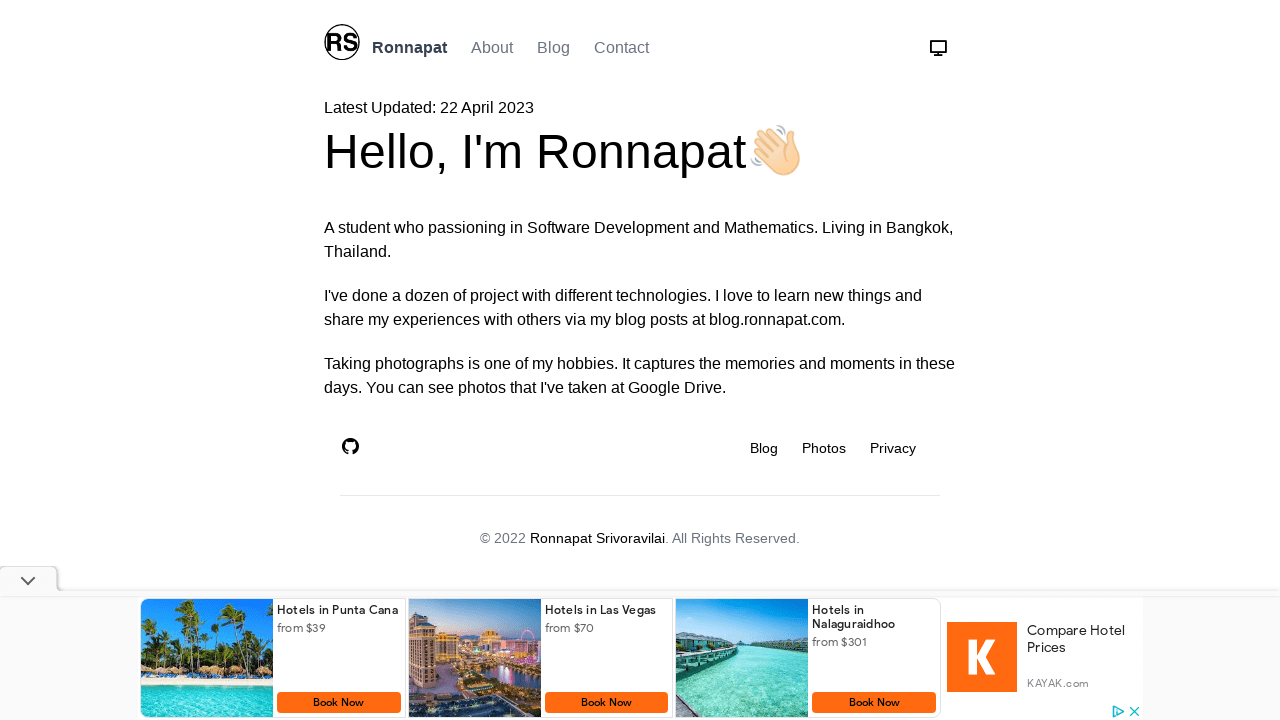 RS
Ronnapat
About
Blog
Contact
Latest Updated: 22 April 2023
Hello, I'm Ronnapat
A student who passioning in Software Development and Mathematics. Living in Bangkok,
Thailand.
I've done a dozen of project with different technologies. I love to learn new things and
share my experiences with others via my blog posts at blog.ronnapat.com.
Taking photographs is one of my hobbies. It captures the memories and moments in these
days. You can see photos that I've taken at Google Drive.
Blog
Photos
Privacy
© 2022 Ronnapat Srivoravilai. All Rights Reserved.
Hotels in Punta Cana
from $39
Book Now
Hotels in Las Vegas
from $70
Book Now
Hotels in
Nalaguraidhoo
from $301
Book Now
K
Compare Hotel
Prices
KAYAK.com